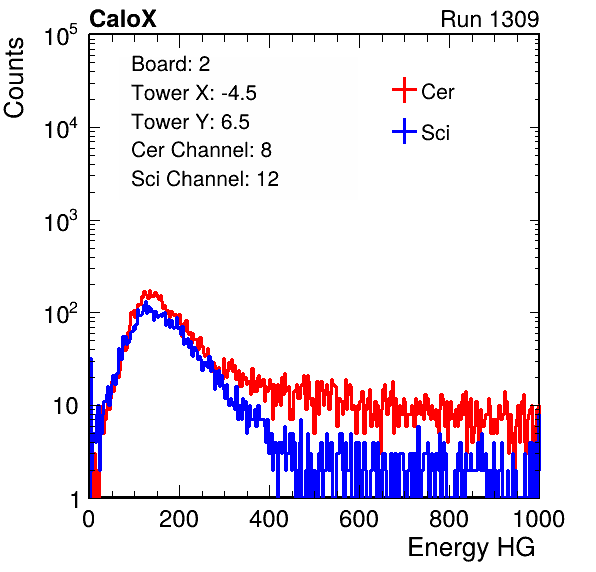 CaloX Run 1309
Counts
Board: 2
Tower X: -4.5
Tower Y: 6.5
Cer Channel: 8
Sci Channel: 12
Cer
Sci
10^5
10^4
10^3
10^2
10
1
0 200 400 600 800 1000
Energy HG